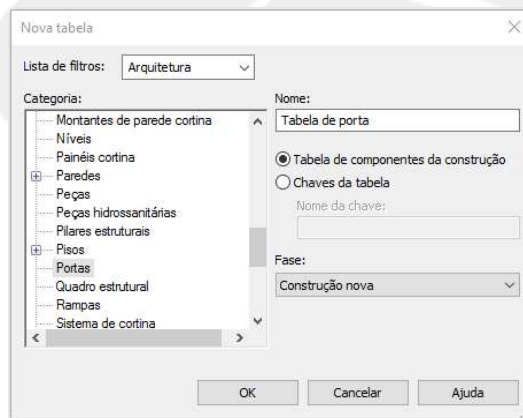 Nova tabela
Lista de filtros: Arquitetura
Categoria:
Montantes de parede cortina
Níveis
Painéis cortina
Paredes
Peças
Peças hidrossanitárias
Pilares estruturais
Pisos
Portas
Quadro estrutural
Rampas
Sistema de cortina
Nome:
Tabela de porta
Tabela de componentes da construção
Chaves da tabela
Nome da chave:
Fase:
Construção nova
OK Cancelar Ajuda